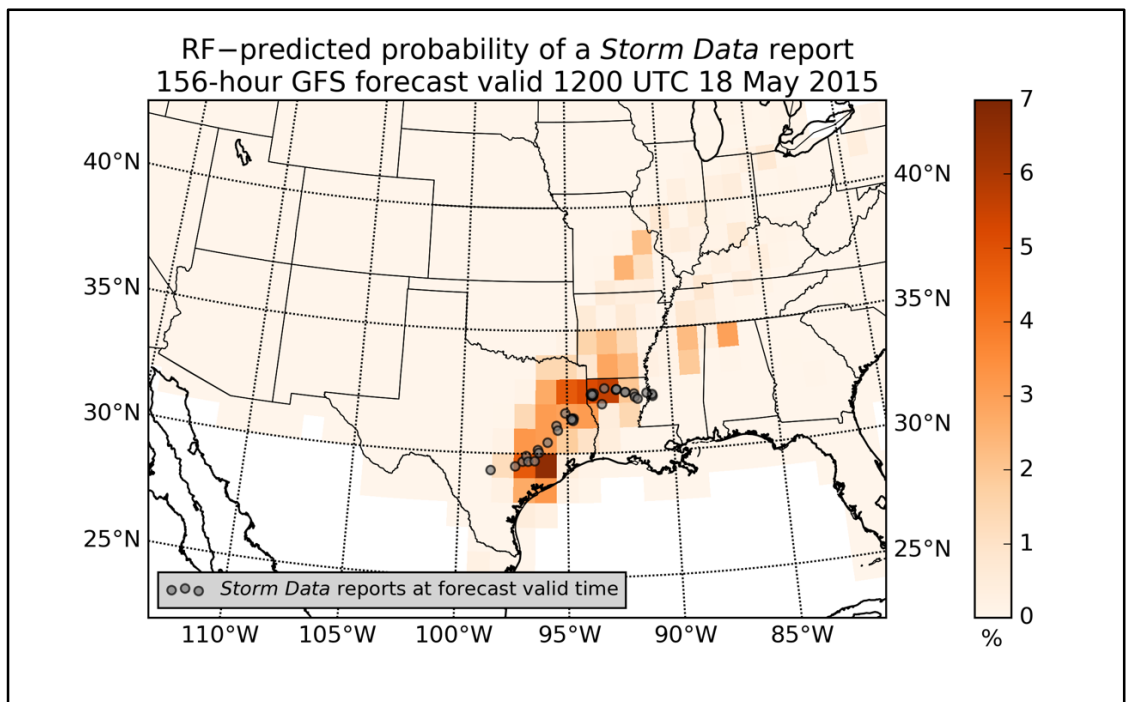 RF−predicted probability of a Storm Data report
156-hour GFS forecast valid 1200 UTC 18 May 2015
40°N
35°N
30°N
25°N
40°N
35°N
30°N
25°N
Storm Data reports at forecast valid time
110°W 105°W 100°W 95°W 90°W 85°W
7
6
5
4
3
2
1
0
%